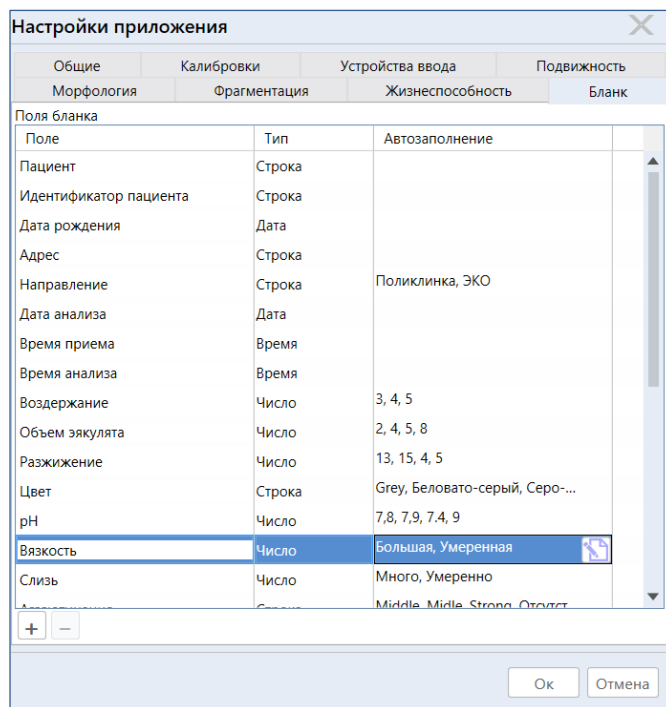 Настройки приложения
Общие Калибровки Устройства ввода Подвижность
Морфология Фрагментация Жизнеспособность Бланк
Поля бланка
Поле Тип Автозаполнение
Пациент Строка
Идентификатор пациента Строка
Дата рождения Дата
Адрес Строка
Направление Строка Поликлинка, ЭКО
Дата анализа Дата
Время приема Время
Время анализа Время
Воздержание Число 3, 4, 5
Объем эякулята Число 2, 4, 5, 8
Разжижение Число 13, 15, 4, 5
Цвет Строка Grey, Беловато-серый, Серо-...
pH Число 7,8, 7,9, 7.4, 9
Вязкость Число Большая, Умеренная
Слизь Число Много, Умеренно
Middle, Midle, Strong, Отсутст
+ −
Ок Отмена